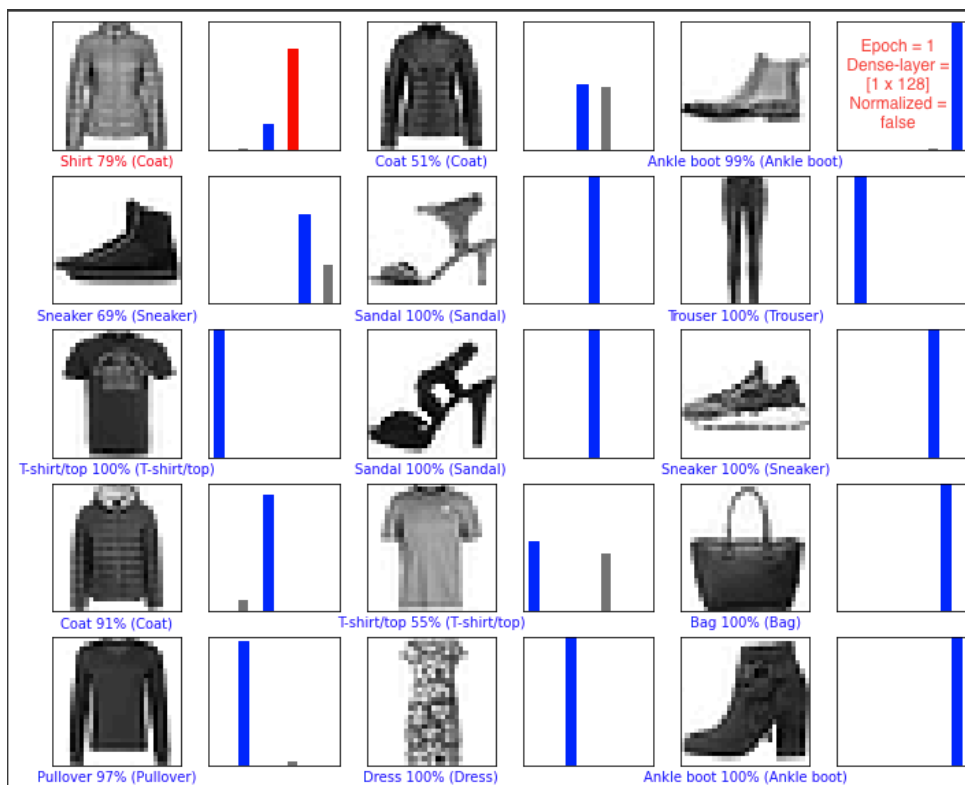 Epoch = 1
Dense-layer =
[1 x 128]
Normalized =
false
Shirt 79% (Coat)
Coat 51% (Coat)
Ankle boot 99% (Ankle boot)
Sneaker 69% (Sneaker)
Sandal 100% (Sandal)
Trouser 100% (Trouser)
T-shirt/top 100% (T-shirt/top)
Sandal 100% (Sandal)
Sneaker 100% (Sneaker)
Coat 91% (Coat)
T-shirt/top 55% (T-shirt/top)
Bag 100% (Bag)
Pullover 97% (Pullover)
Dress 100% (Dress)
Ankle boot 100% (Ankle boot)